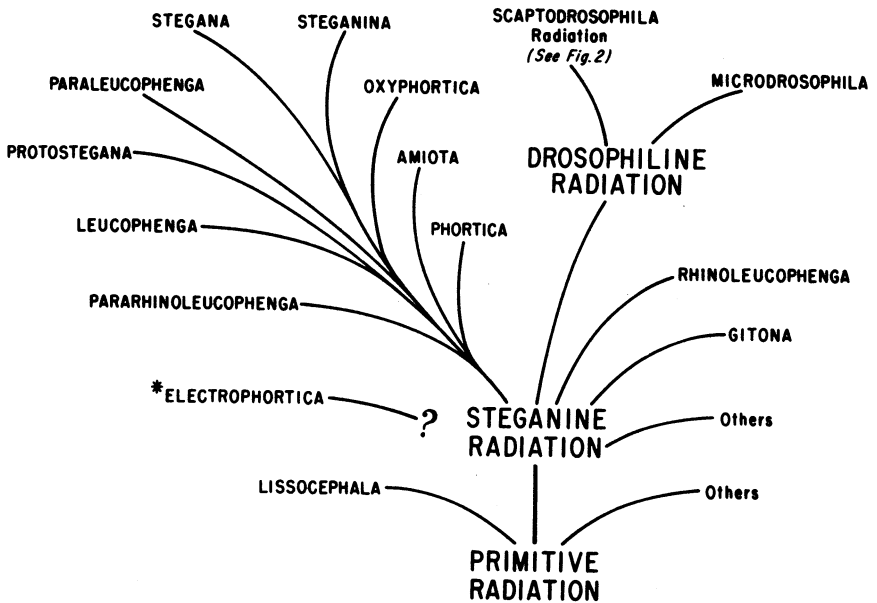 STEGANA
STEGANINA
SCAPTODROSOPHILA
Radiation
(See Fig. 2)
PARALEUCOPHENGA
OXYPHORTICA
MICRODROSOPHILA
PROTOSTEGANA
AMIOTA
DROSOPHILINE
RADIATION
LEUCOPHENGA
PHORTICA
RHINOLEUCOPHENGA
PARARHINOLEUCOPHENGA
GITONA
*ELECTROPHORTICA
?
STEGANINE
RADIATION
Others
LISSOCEPHALA
Others
PRIMITIVE
RADIATION